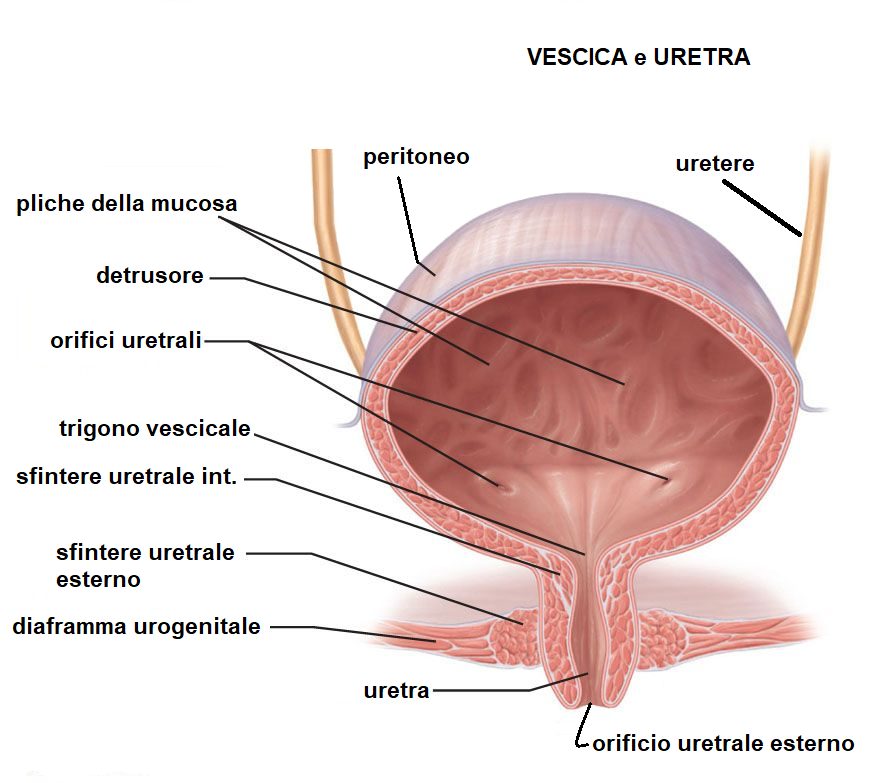 VESCICA e URETRA
peritoneo
uretere
pliche della mucosa
detrusore
orifici uretrali
trigono vescicale
sfintere uretrale int.
sfintere uretrale
esterno
diaframma urogenitale
uretra
orificio uretrale esterno